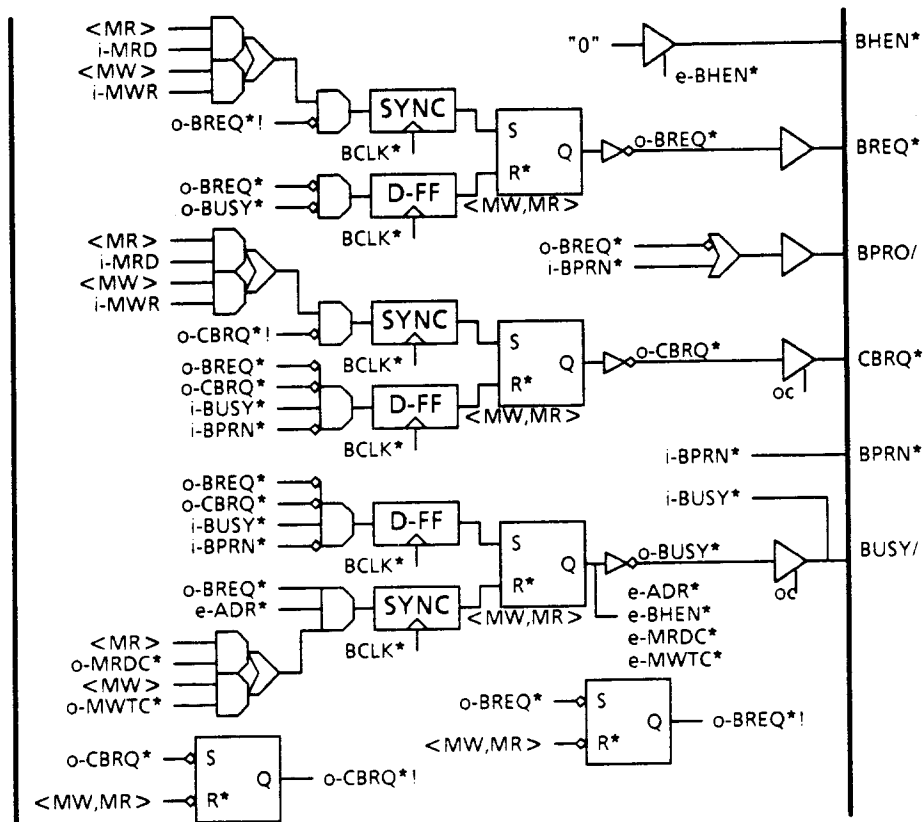 <MR>
i-MRD
<MW>
i-MWR
"0"
e-BHEN*
BHEN*
o-BREQ*!
SYNC
BCLK*
S
Q
R*
<MW,MR>
o-BREQ*
BREQ*
o-BREQ*
o-BUSY*
D-FF
BCLK*
<MR>
i-MRD
<MW>
i-MWR
o-BREQ*
i-BPRN*
BPRO/
o-CBRQ*!
SYNC
BCLK*
S
Q
R*
<MW,MR>
o-CBRQ*
oc
CBRQ*
o-BREQ*
o-CBRQ*
i-BUSY*
i-BPRN*
D-FF
BCLK*
i-BPRN*
BPRN*
i-BUSY*
BUSY/
o-BREQ*
o-CBRQ*
i-BUSY*
i-BPRN*
D-FF
BCLK*
S
Q
R*
<MW,MR>
o-BUSY*
oc
e-ADR*
e-BHEN*
e-MRDC*
e-MWTC*
o-BREQ*
e-ADR*
SYNC
BCLK*
<MR>
o-MRDC*
<MW>
o-MWTC*
o-BREQ*
<MW,MR>
S
Q
R*
o-BREQ*!
o-CBRQ*
<MW,MR>
S
Q
R*
o-CBRQ*!